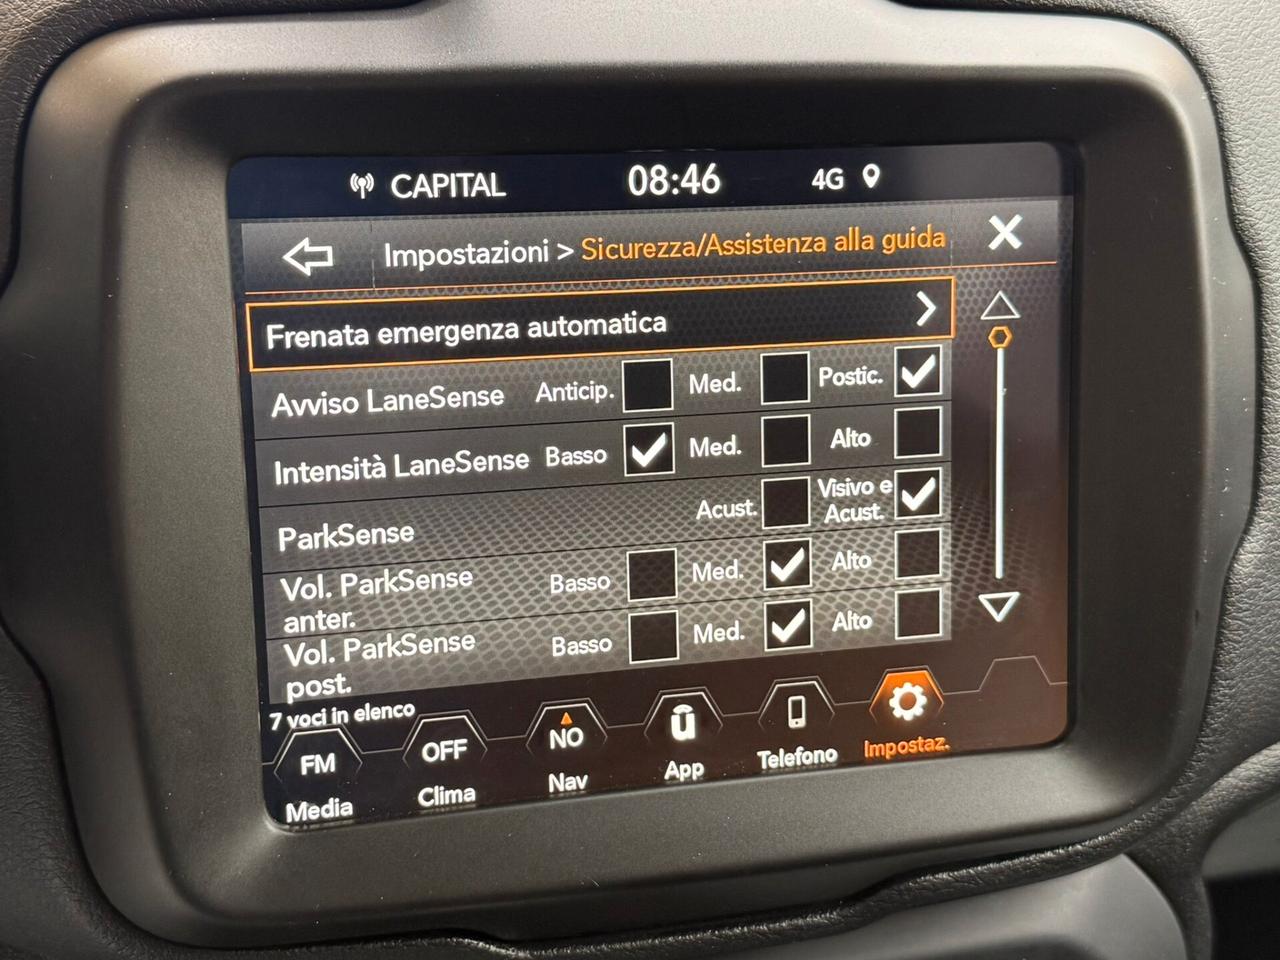 CAPITAL 08:46 4G
Impostazioni > Sicurezza/Assistenza alla guida
Frenata emergenza automatica
Avviso LaneSense Anticip. Med. Postic.
Intensità LaneSense Basso Med. Alto
ParkSense Acust. Visivo e
Acust.
Vol. ParkSense
anter. Basso Med. Alto
Vol. ParkSense
post. Basso Med. Alto
7 voci in elenco
FM OFF NO
Media Clima Nav App Telefono Impostaz.